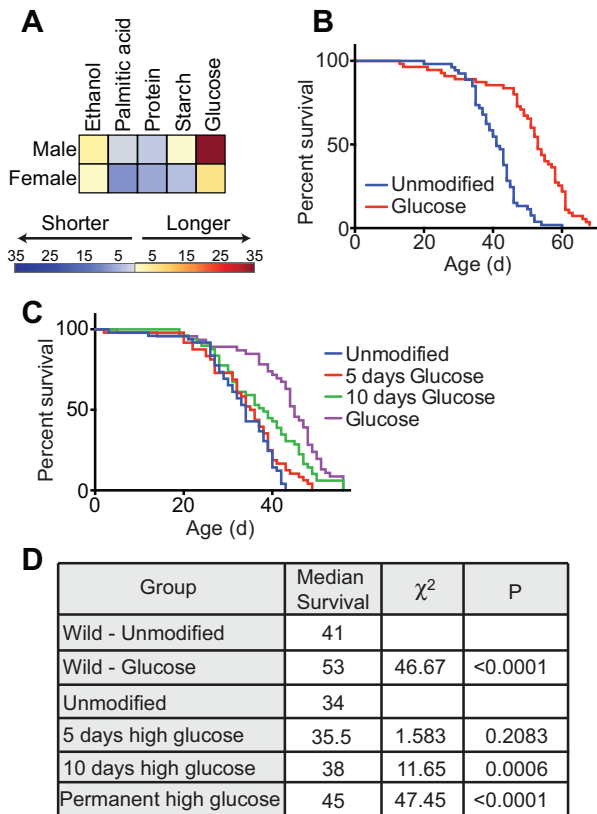 A
Ethanol
Palmitic acid
Protein
Starch
Glucose
Male
Female
Shorter Longer
35 25 15 5 5 15 25 35
B
Percent survival
100
50
0
0 20 40 60
Age (d)
Unmodified
Glucose
C
Percent survival
100
50
0
0 20 40
Age (d)
Unmodified
5 days Glucose
10 days Glucose
Glucose
D
Group Median Survival χ² P
Wild - Unmodified 41
Wild - Glucose 53 46.67 <0.0001
Unmodified 34
5 days high glucose 35.5 1.583 0.2083
10 days high glucose 38 11.65 0.0006
Permanent high glucose 45 47.45 <0.0001